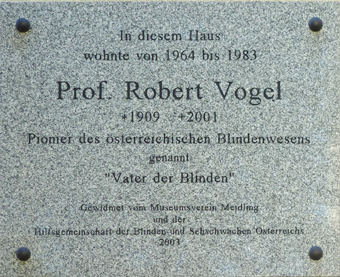 In diesem Haus
wohnte von 1964 bis 1983
Prof. Robert Vogel
*1909 +2001
Pionier des österreichischen Blindenwesens
genannt
"Vater der Blinden"
Gewidmet vom Museumsverein Meidling
und der
Hilfsgemeinschaft der Blinden und Sehschwachen Österreichs
2003